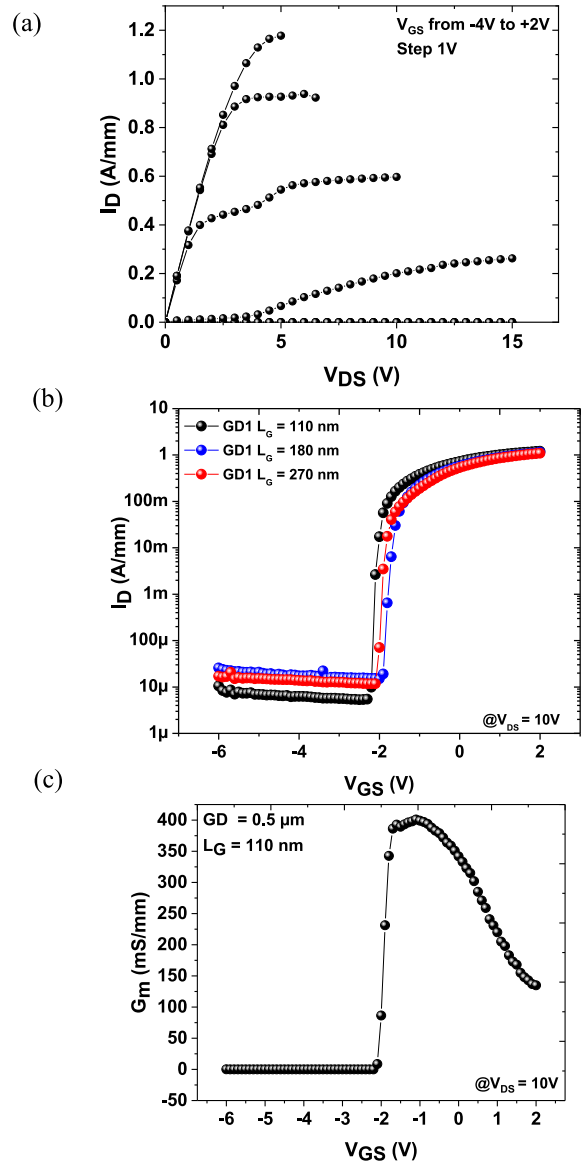 (a)
V_GS from -4V to +2V
Step 1V
1.2
1.0
0.8
0.6
0.4
0.2
0.0
I_D (A/mm)
0 5 10 15
V_DS (V)
(b)
GD1 L_G = 110 nm
GD1 L_G = 180 nm
GD1 L_G = 270 nm
10
1
100m
10m
1m
100µ
10µ
1µ
I_D (A/mm)
@V_DS = 10V
-6 -4 -2 0 2
V_GS (V)
(c)
GD = 0.5 µm
L_G = 110 nm
400
350
300
250
200
150
100
50
0
-50
G_m (mS/mm)
@V_DS = 10V
-6 -5 -4 -3 -2 -1 0 1 2
V_GS (V)